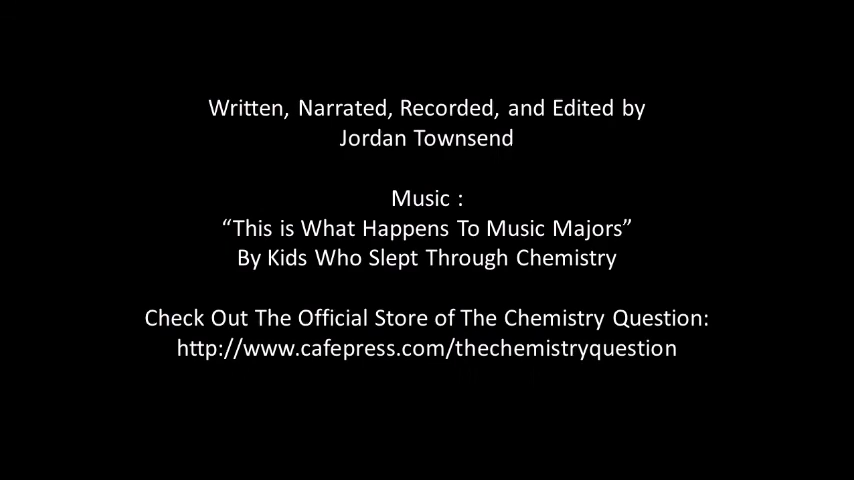 Written, Narrated, Recorded, and Edited by
Jordan Townsend
Music :
“This is What Happens To Music Majors”
By Kids Who Slept Through Chemistry
Check Out The Official Store of The Chemistry Question:
http://www.cafepress.com/thechemistryquestion